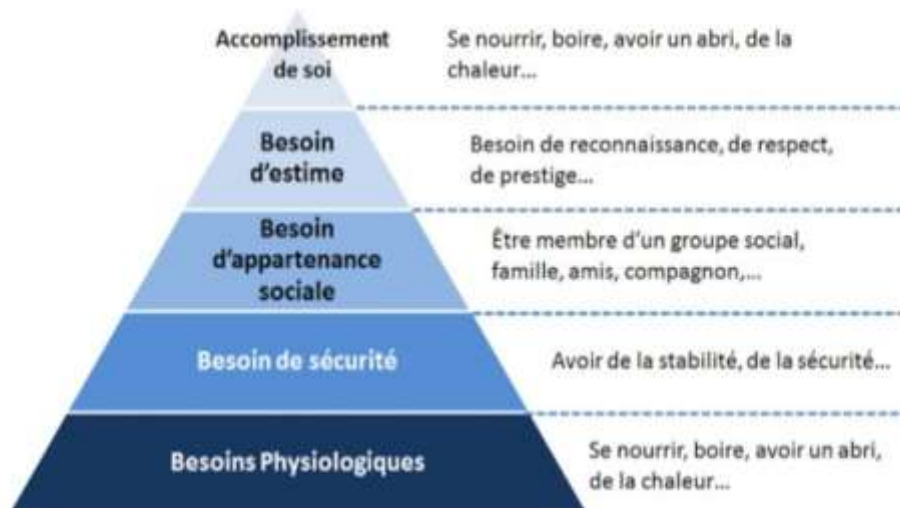 Accomplissement
de soi
Se nourrir, boire, avoir un abri, de la
chaleur...
Besoin
d'estime
Besoin de reconnaissance, de respect,
de prestige...
Besoin
d'appartenance
sociale
Être membre d'un groupe social,
famille, amis, compagnon,...
Besoin de sécurité
Avoir de la stabilité, de la sécurité...
Besoins Physiologiques
Se nourrir, boire, avoir un abri,
de la chaleur...